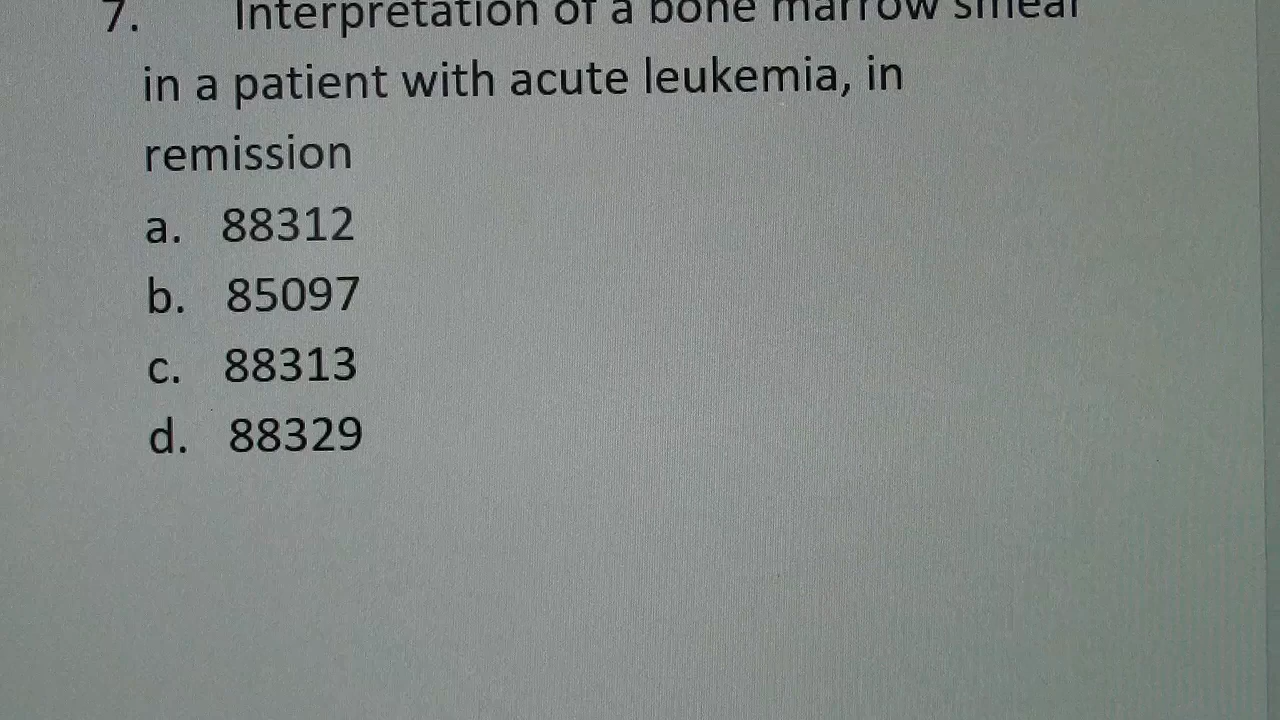 7. Interpretation of a bone marrow smear
in a patient with acute leukemia, in
remission
a. 88312
b. 85097
c. 88313
d. 88329